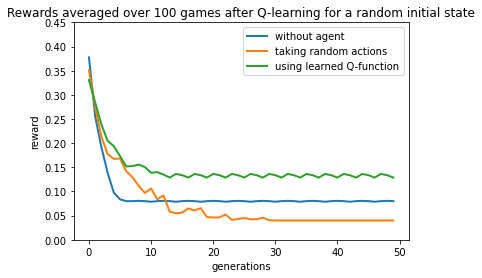 Rewards averaged over 100 games after Q-learning for a random initial state
0.45
0.40
0.35
0.30
0.25
0.20
0.15
0.10
0.05
0.00
reward
without agent
taking random actions
using learned Q-function
0 10 20 30 40 50
generations